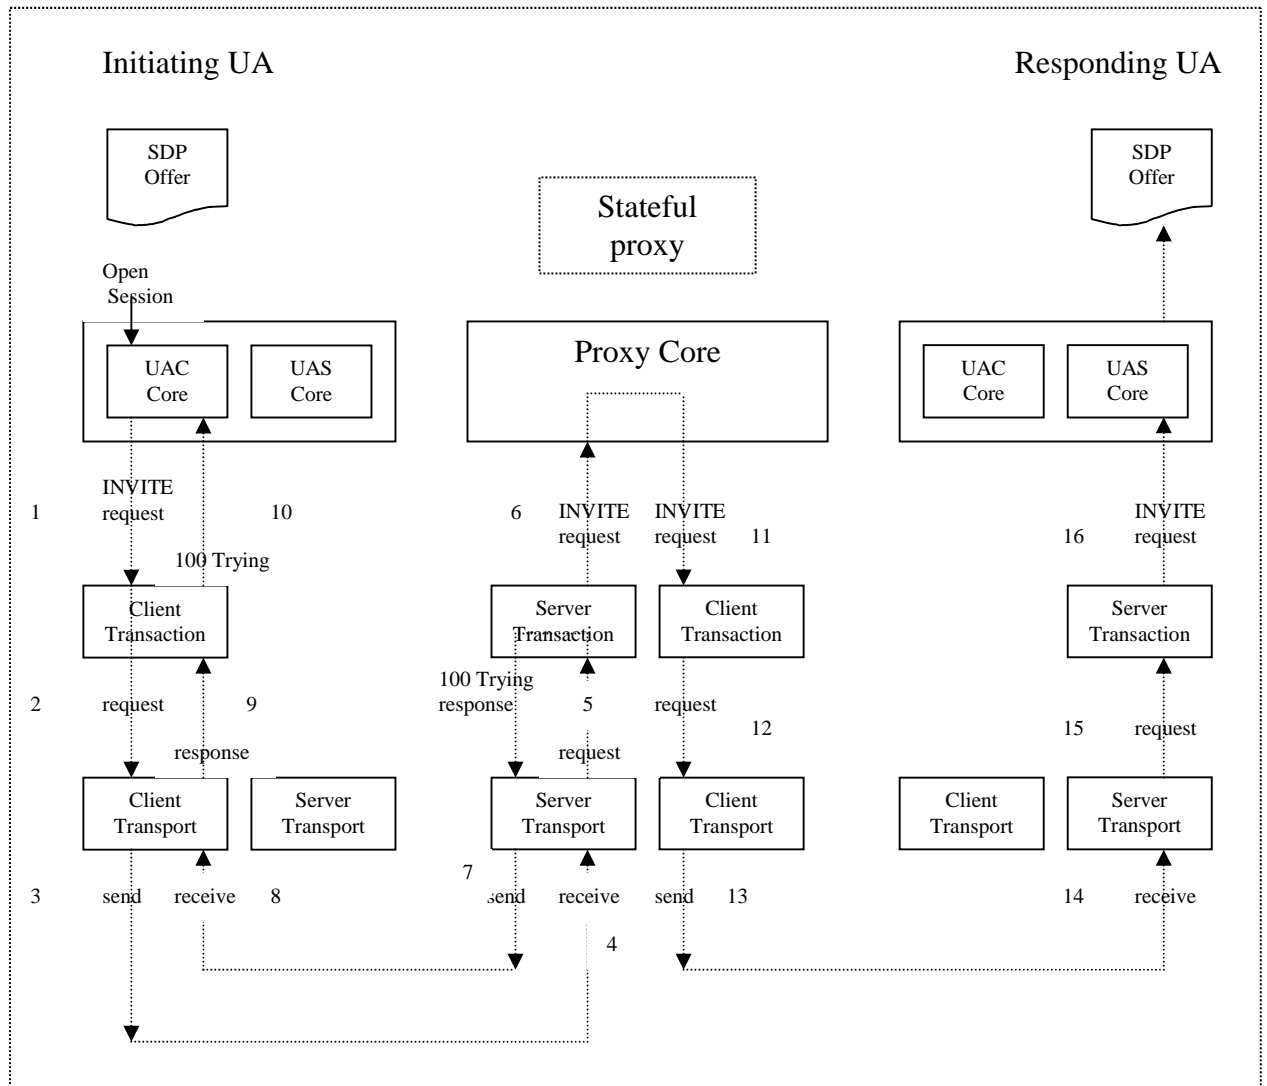 Initiating UA
Responding UA
SDP
Offer
SDP
Offer
Stateful
proxy
Open
Session
UAC
Core
UAS
Core
Proxy Core
UAC
Core
UAS
Core
1
INVITE
request
10
100 Trying
6
INVITE
request
INVITE
request
11
16
INVITE
request
Client
Transaction
Server
Transaction
Client
Transaction
Server
Transaction
2
request
9
response
100 Trying
response
5
request
request
12
15
request
Client
Transport
Server
Transport
Server
Transport
Client
Transport
Client
Transport
Server
Transport
3
send
receive
8
7
send
receive
4
send
13
14
receive